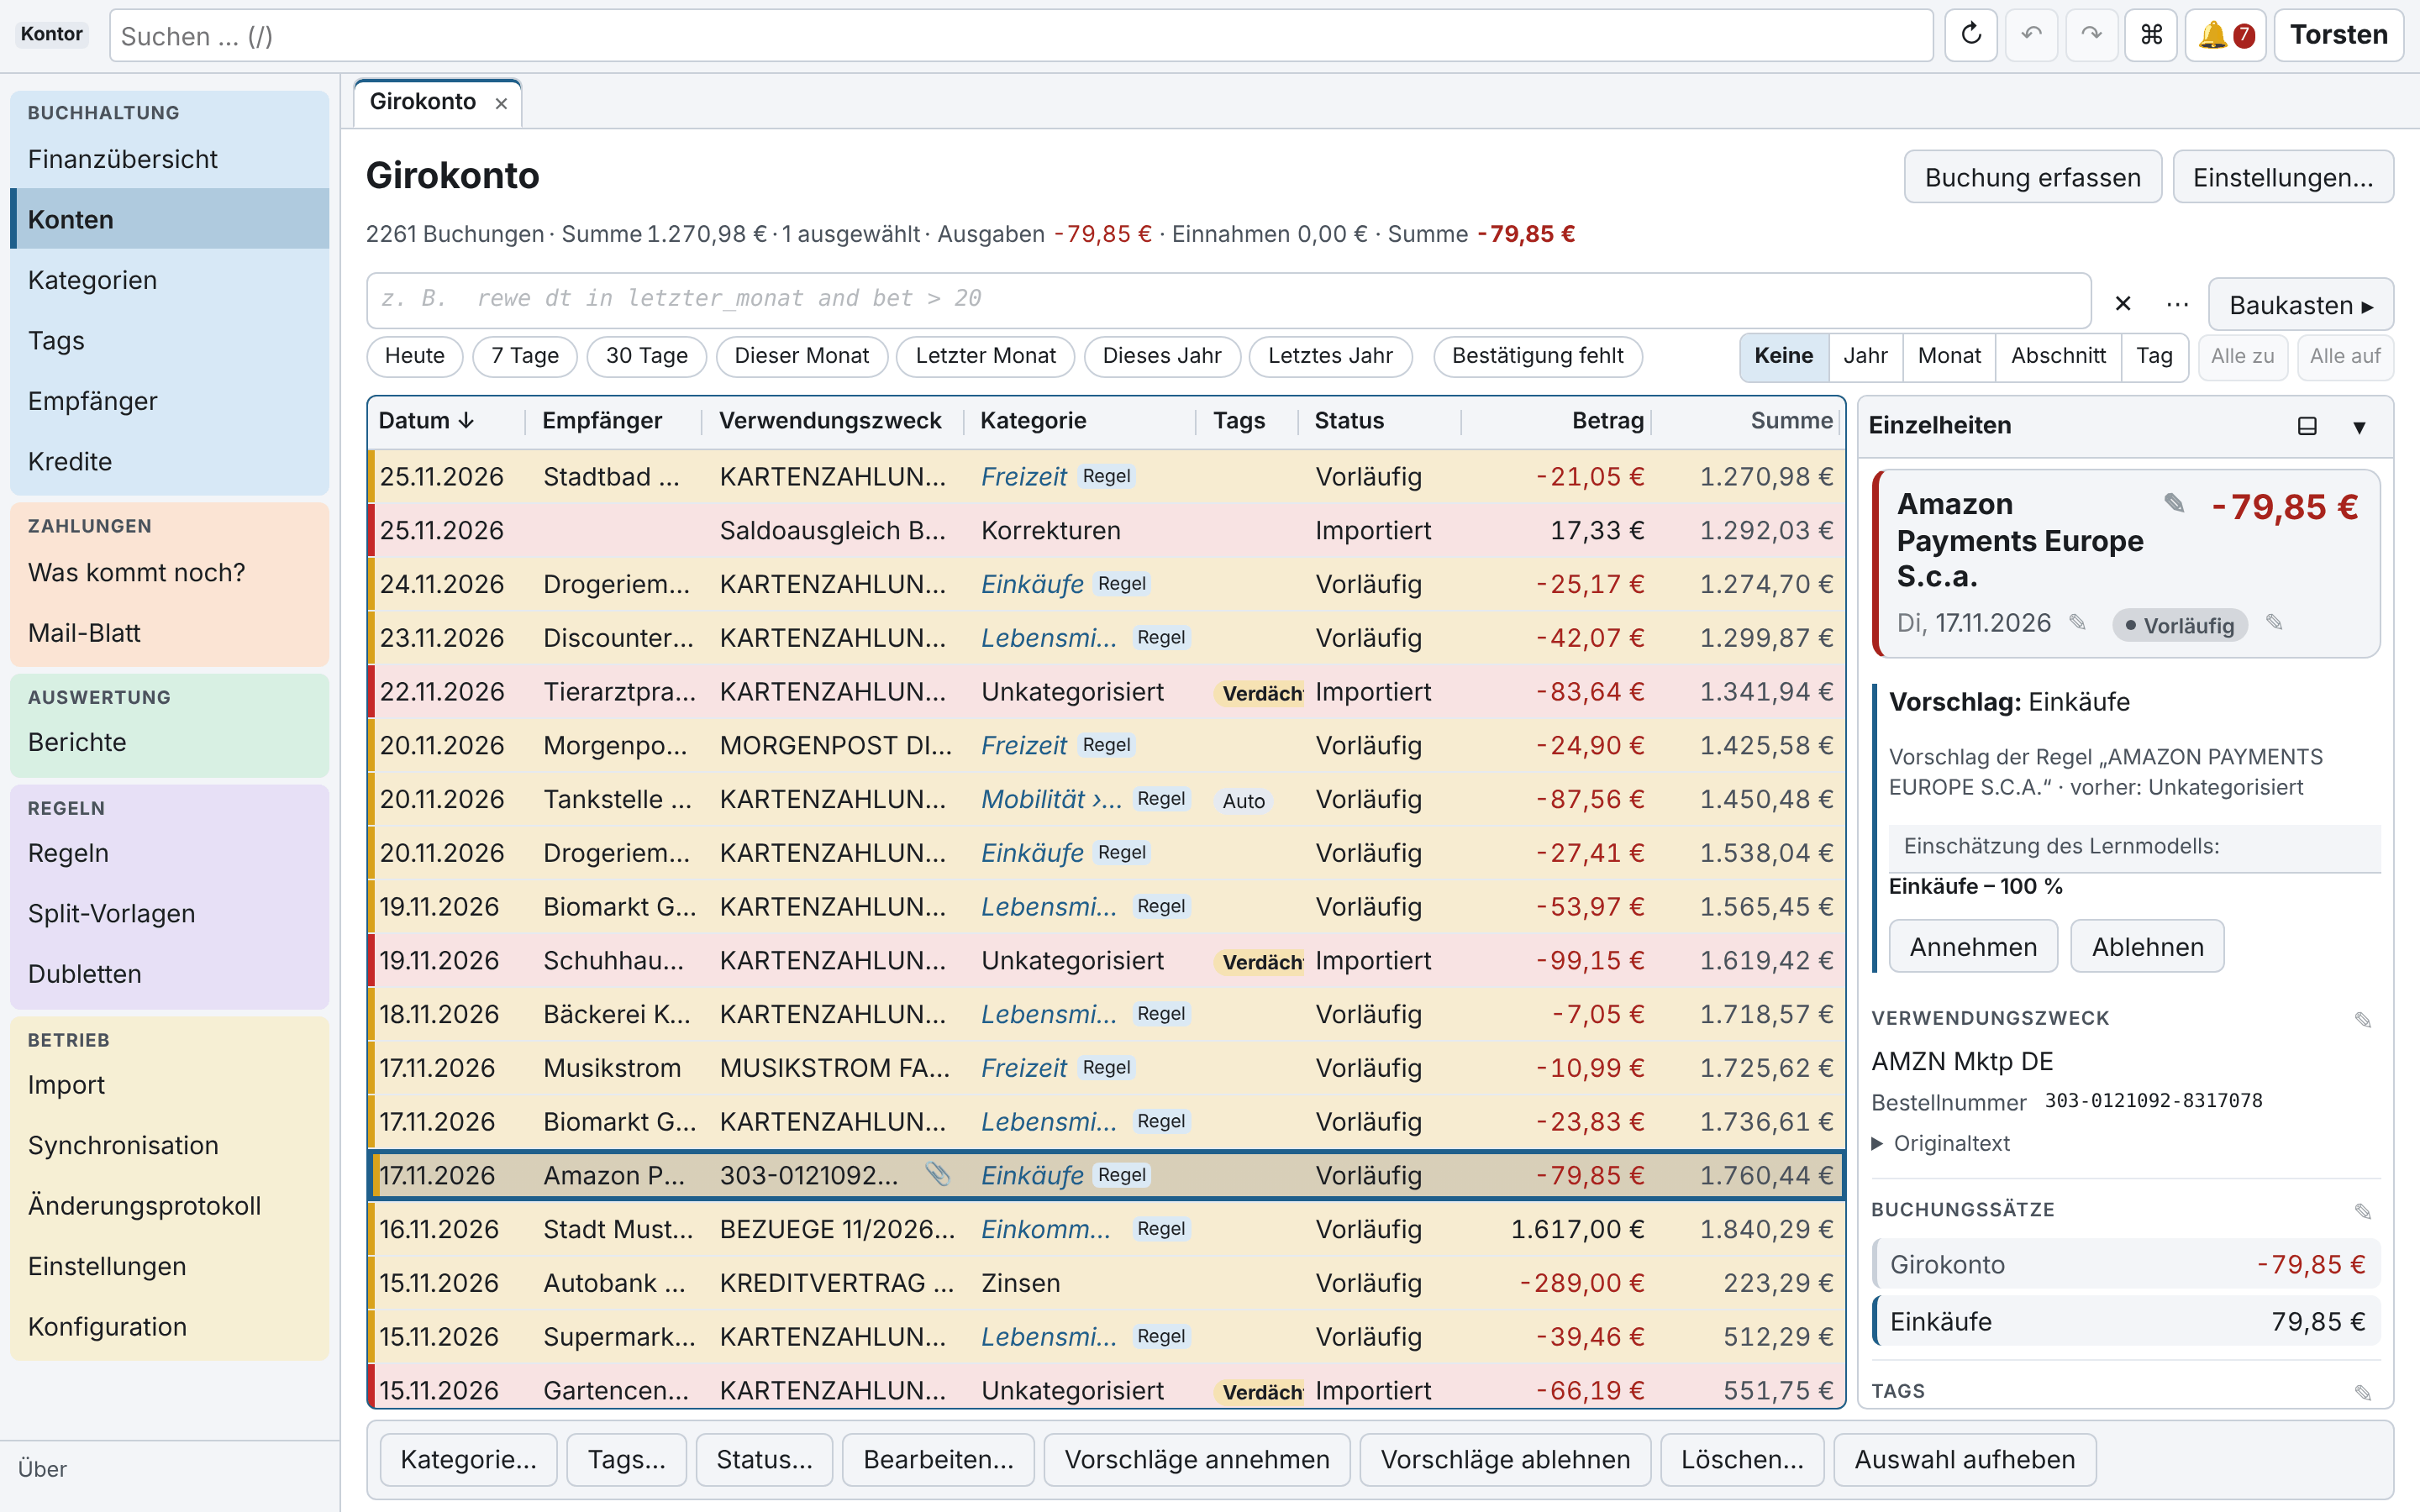 Kontor
Suchen ... (/)
7
Torsten
BUCHHALTUNG
Finanzübersicht
Konten
Kategorien
Tags
Empfänger
Kredite
ZAHLUNGEN
Was kommt noch?
Mail-Blatt
AUSWERTUNG
Berichte
REGELN
Regeln
Split-Vorlagen
Dubletten
BETRIEB
Import
Synchronisation
Änderungsprotokoll
Einstellungen
Konfiguration
Über
Girokonto ×
Girokonto
Buchung erfassen Einstellungen...
2261 Buchungen · Summe 1.270,98 € · 1 ausgewählt · Ausgaben -79,85 € · Einnahmen 0,00 € · Summe -79,85 €
z. B. rewe dt in letzter_monat and bet > 20
× ... Baukasten ▸
Heute 7 Tage 30 Tage Dieser Monat Letzter Monat Dieses Jahr Letztes Jahr Bestätigung fehlt
Keine Jahr Monat Abschnitt Tag Alle zu Alle auf
Datum ↓ Empfänger Verwendungszweck Kategorie Tags Status Betrag Summe
25.11.2026 Stadtbad ... KARTENZAHLUN... Freizeit Regel Vorläufig -21,05 € 1.270,98 €
25.11.2026 Saldoausgleich B... Korrekturen Importiert 17,33 € 1.292,03 €
24.11.2026 Drogeriem... KARTENZAHLUN... Einkäufe Regel Vorläufig -25,17 € 1.274,70 €
23.11.2026 Discounter... KARTENZAHLUN... Lebensmi... Regel Vorläufig -42,07 € 1.299,87 €
22.11.2026 Tierarztpra... KARTENZAHLUN... Unkategorisiert Verdäch Importiert -83,64 € 1.341,94 €
20.11.2026 Morgenpo... MORGENPOST DI... Freizeit Regel Vorläufig -24,90 € 1.425,58 €
20.11.2026 Tankstelle ... KARTENZAHLUN... Mobilität ›... Regel Auto Vorläufig -87,56 € 1.450,48 €
20.11.2026 Drogeriem... KARTENZAHLUN... Einkäufe Regel Vorläufig -27,41 € 1.538,04 €
19.11.2026 Biomarkt G... KARTENZAHLUN... Lebensmi... Regel Vorläufig -53,97 € 1.565,45 €
19.11.2026 Schuhhau... KARTENZAHLUN... Unkategorisiert Verdäch Importiert -99,15 € 1.619,42 €
18.11.2026 Bäckerei K... KARTENZAHLUN... Lebensmi... Regel Vorläufig -7,05 € 1.718,57 €
17.11.2026 Musikstrom MUSIKSTROM FA... Freizeit Regel Vorläufig -10,99 € 1.725,62 €
17.11.2026 Biomarkt G... KARTENZAHLUN... Lebensmi... Regel Vorläufig -23,83 € 1.736,61 €
17.11.2026 Amazon P... 303-0121092... Einkäufe Regel Vorläufig -79,85 € 1.760,44 €
16.11.2026 Stadt Must... BEZUEGE 11/2026... Einkomm... Regel Vorläufig 1.617,00 € 1.840,29 €
15.11.2026 Autobank ... KREDITVERTRAG ... Zinsen Vorläufig -289,00 € 223,29 €
15.11.2026 Supermark... KARTENZAHLUN... Lebensmi... Regel Vorläufig -39,46 € 512,29 €
15.11.2026 Gartencen... KARTENZAHLUN... Unkategorisiert Verdäch Importiert -66,19 € 551,75 €
Einzelheiten
Amazon
Payments Europe
S.c.a.
-79,85 €
Di, 17.11.2026 • Vorläufig
Vorschlag: Einkäufe
Vorschlag der Regel „AMAZON PAYMENTS
EUROPE S.C.A.“ · vorher: Unkategorisiert
Einschätzung des Lernmodells:
Einkäufe – 100 %
Annehmen Ablehnen
VERWENDUNGSZWECK
AMZN Mktp DE
Bestellnummer 303-0121092-8317078
▶ Originaltext
BUCHUNGSSÄTZE
Girokonto -79,85 €
Einkäufe 79,85 €
TAGS
Kategorie... Tags... Status... Bearbeiten... Vorschläge annehmen Vorschläge ablehnen Löschen... Auswahl aufheben